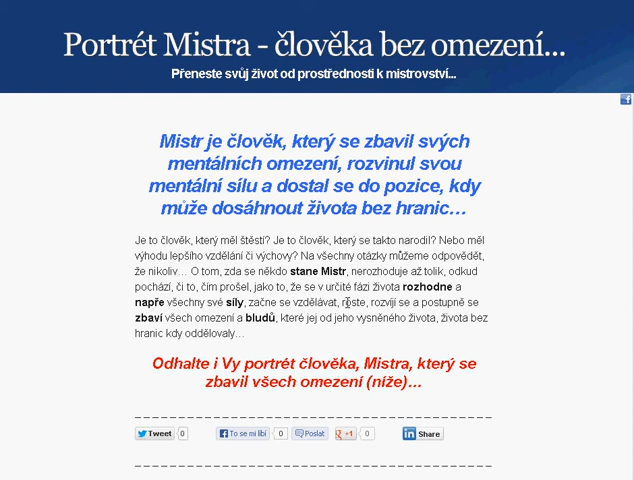 Portrét Mistra - člověka bez omezení...
Přeneste svůj život od prostřednosti k mistrovství...
Mistr je člověk, který se zbavil svých
mentálních omezení, rozvinul svou
mentální sílu a dostal se do pozice, kdy
může dosáhnout života bez hranic…
Je to člověk, který měl štěstí? Je to člověk, který se takto narodil? Nebo měl
výhodu lepšího vzdělání či výchovy? Na všechny otázky můžeme odpovědět,
že nikoliv… O tom, zda se někdo stane Mistr, nerozhoduje až tolik, odkud
pochází, či to, čím prošel, jako to, že se v určité fázi života rozhodne a
napře všechny své síly, začne se vzdělávat, roste, rozvíjí se a postupně se
zbaví všech omezení a bludů, které jej od jeho vysněného života, života bez
hranic kdy oddělovaly…
Odhalte i Vy portrét člověka, Mistra, který se
zbavil všech omezení (níže)…
Tweet 0 To se mi líbí 0 Poslat +1 0 Share